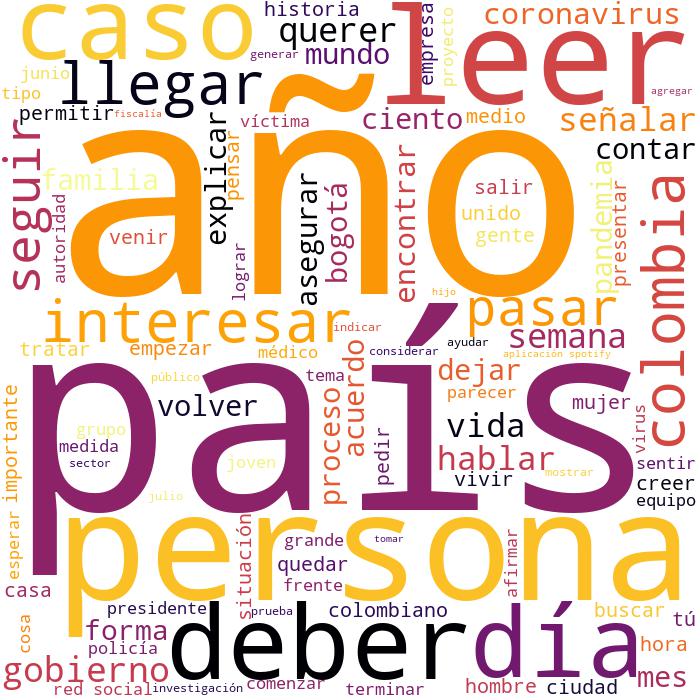 historia
empresa
proyecto
coronavirus
caso
querer
leer
generar
mundo
junio
llegar
tipo
agregar
permitir
fiscalía
víctima
ciento
medio
señalar
seguir
explicar
pensar
contar
año
familia
autoridad
asegurar
bogotá
encontrar
salir
unido
gente
pandemia
presentar
colombia
venir
lograr
hijo
interesar
indicar
pasar
semana
tratar
empezar
médico
considerar
ayudar
aplicación spotify
país
público
tema
acuerdo
dejar
parecer
mujer
virus
volver
proceso
pedir
vida
grupo
medida
sector
joven
hablar
sentir
importante
esperar
vivir
mostrar
creer
equipo
julio
persona
situación
grande
tomar
quedar
frente
afirmar
casa
presidente
prueba
colombiano
buscar
cosa
forma
deber
día
tú
policía
hora
gobierno
mes
red social
investigación
comenzar
terminar
hombre
ciudad